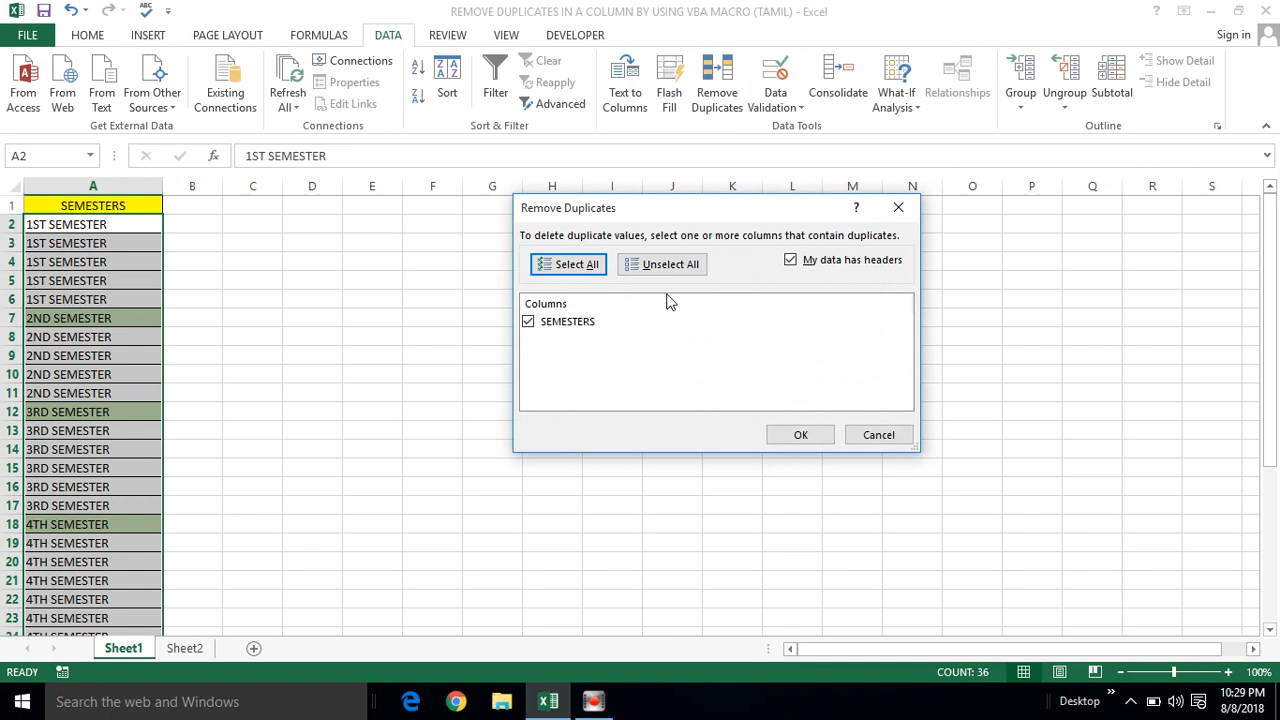 REMOVE DUPLICATES IN A COLUMN BY USING VBA MACRO (TAMIL) - Excel
ABC
?
FILE HOME INSERT PAGE LAYOUT FORMULAS DATA REVIEW VIEW DEVELOPER
Sign in
From Access
From Web
From Text
From Other Sources
Existing Connections
Get External Data
Refresh All
Connections
Properties
Edit Links
Connections
Sort
Filter
Clear
Reapply
Advanced
Sort & Filter
Text to Columns
Flash Fill
Remove Duplicates
Data Validation
Consolidate
What-If Analysis
Relationships
Data Tools
Group
Ungroup
Subtotal
Show Detail
Hide Detail
Outline
A2 fx 1ST SEMESTER
A B C D E F G H I J K L M N O P Q R S
1 SEMESTERS
2 1ST SEMESTER
3 1ST SEMESTER
4 1ST SEMESTER
5 1ST SEMESTER
6 1ST SEMESTER
7 2ND SEMESTER
8 2ND SEMESTER
9 2ND SEMESTER
10 2ND SEMESTER
11 2ND SEMESTER
12 3RD SEMESTER
13 3RD SEMESTER
14 3RD SEMESTER
15 3RD SEMESTER
16 3RD SEMESTER
17 3RD SEMESTER
18 4TH SEMESTER
19 4TH SEMESTER
20 4TH SEMESTER
21 4TH SEMESTER
22 4TH SEMESTER
23 4TH SEMESTER
24 4TH SEMESTER
Remove Duplicates ?
To delete duplicate values, select one or more columns that contain duplicates.
Select All Unselect All My data has headers
Columns
SEMESTERS
OK Cancel
Sheet1 Sheet2
READY COUNT: 36 100%
Search the web and Windows
Desktop
10:29 PM
8/8/2018